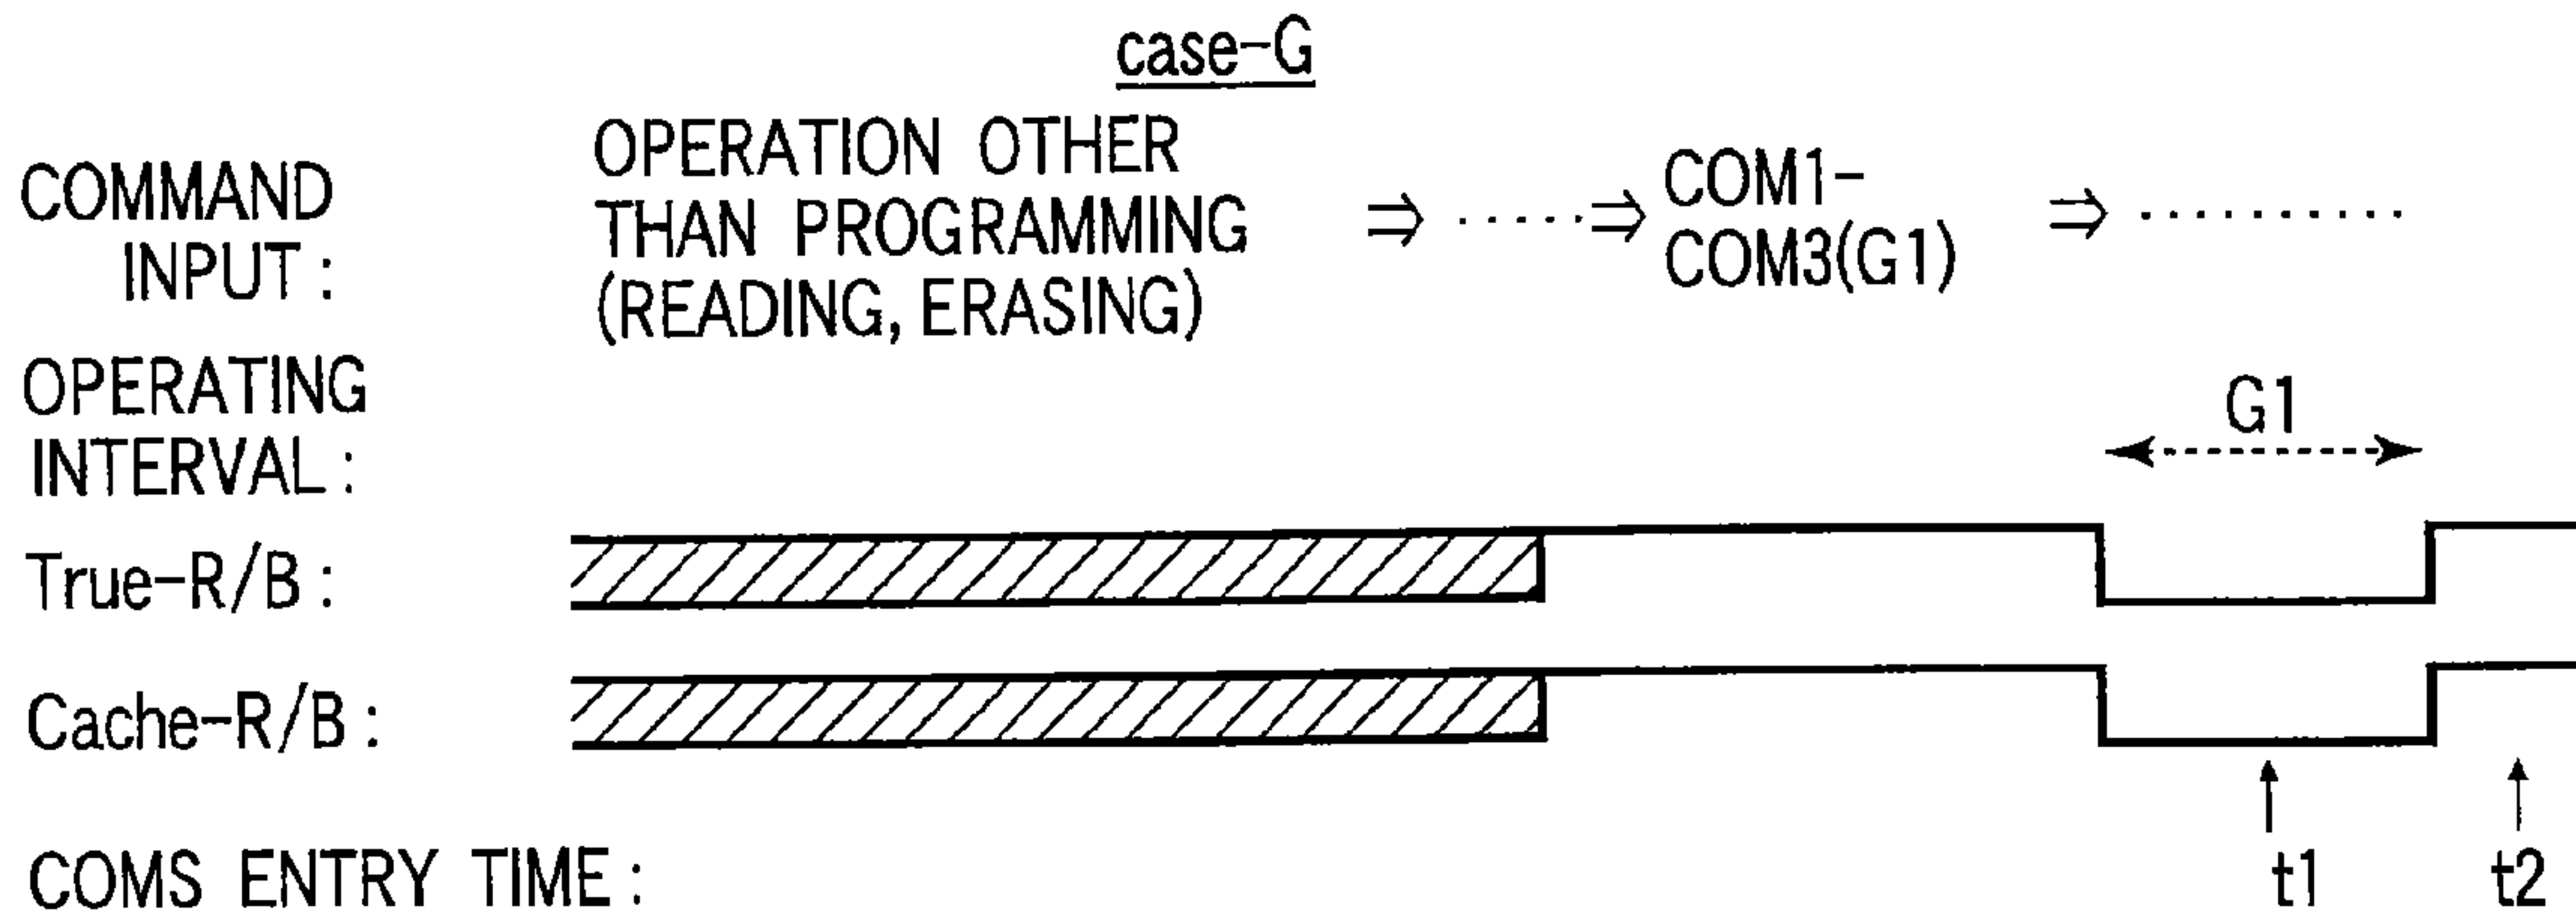 case-G
COMMAND INPUT :
OPERATION OTHER THAN PROGRAMMING (READING, ERASING)
⇒ ····· ⇒
COM1-
COM3(G1)
⇒ ·········
OPERATING
INTERVAL :
G1
True-R/B :
Cache-R/B :
COMS ENTRY TIME :
t1
t2